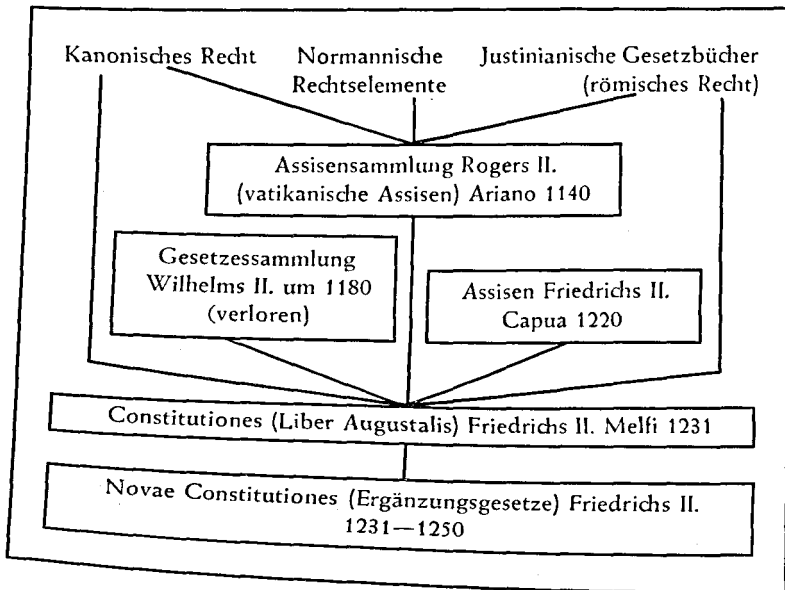 Kanonisches Recht
Normannische
Rechtselemente
Justinianische Gesetzbücher
(römisches Recht)
Assisensammlung Rogers II.
(vatikanische Assisen) Ariano 1140
Gesetzessammlung
Wilhelms II. um 1180
(verloren)
Assisen Friedrichs II.
Capua 1220
Constitutiones (Liber Augustalis) Friedrichs II. Melfi 1231
Novae Constitutiones (Ergänzungsgesetze) Friedrichs II.
1231—1250